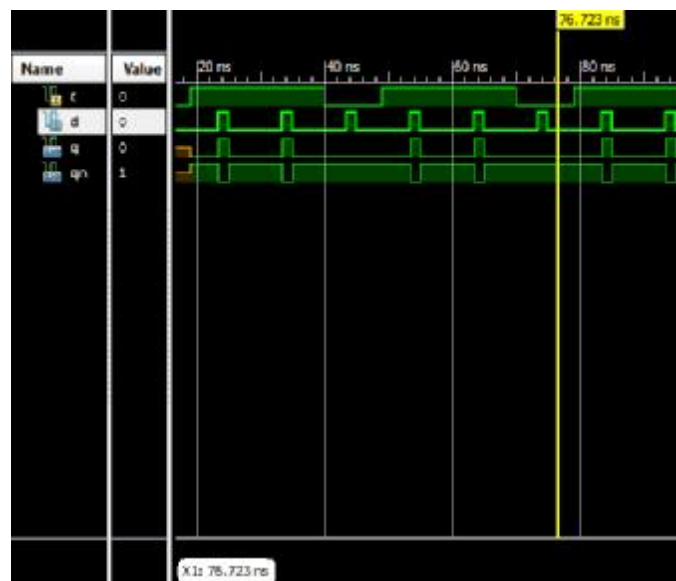 76.723 ns
Name Value
20 ns 40 ns 60 ns 80 ns
c 0
d 0
q 0
qn 1
X1: 76.723 ns